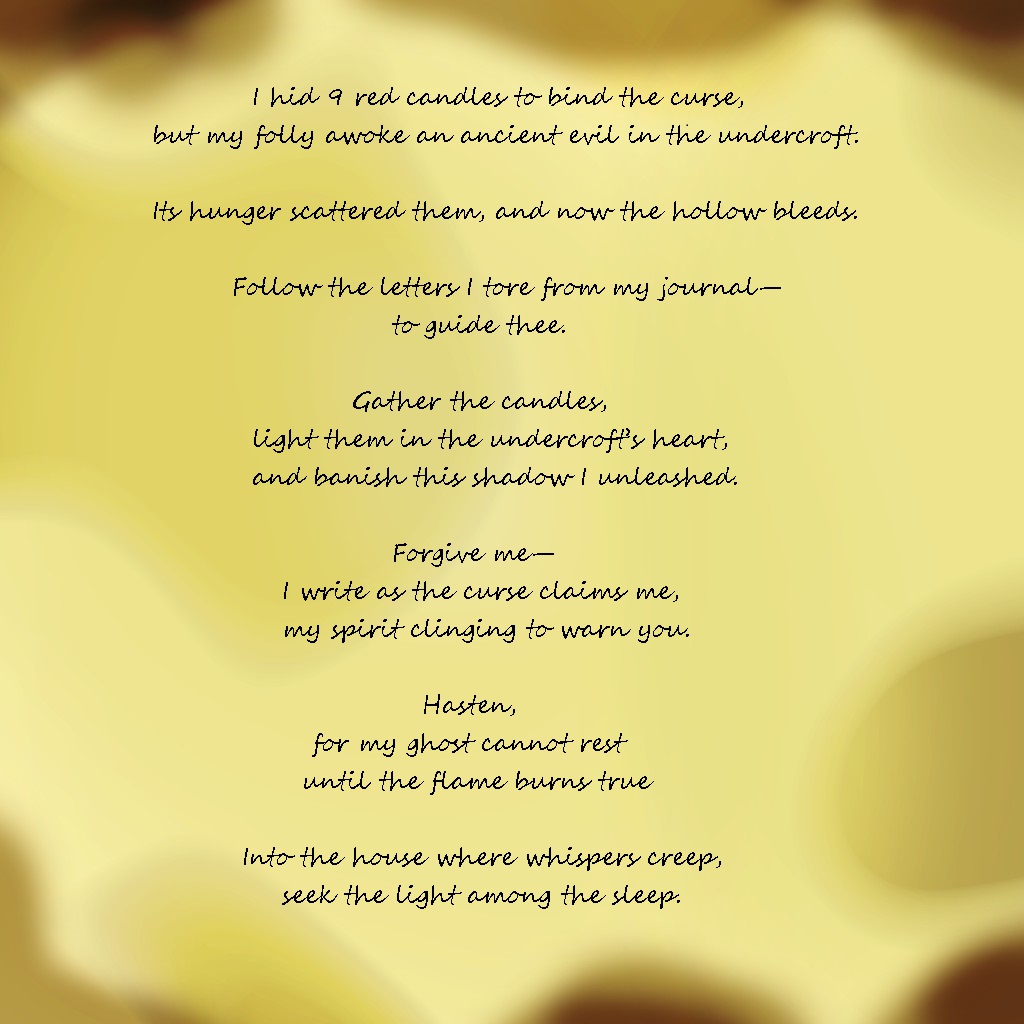 I hid 9 red candles to bind the curse,
but my folly awoke an ancient evil in the undercroft.
Its hunger scattered them, and now the hollow bleeds.
Follow the letters I tore from my journal—
to guide thee.
Gather the candles,
light them in the undercroft's heart,
and banish this shadow I unleashed.
Forgive me—
I write as the curse claims me,
my spirit clinging to warn you.
Hasten,
for my ghost cannot rest
until the flame burns true
Into the house where whispers creep,
seek the light among the sleep.